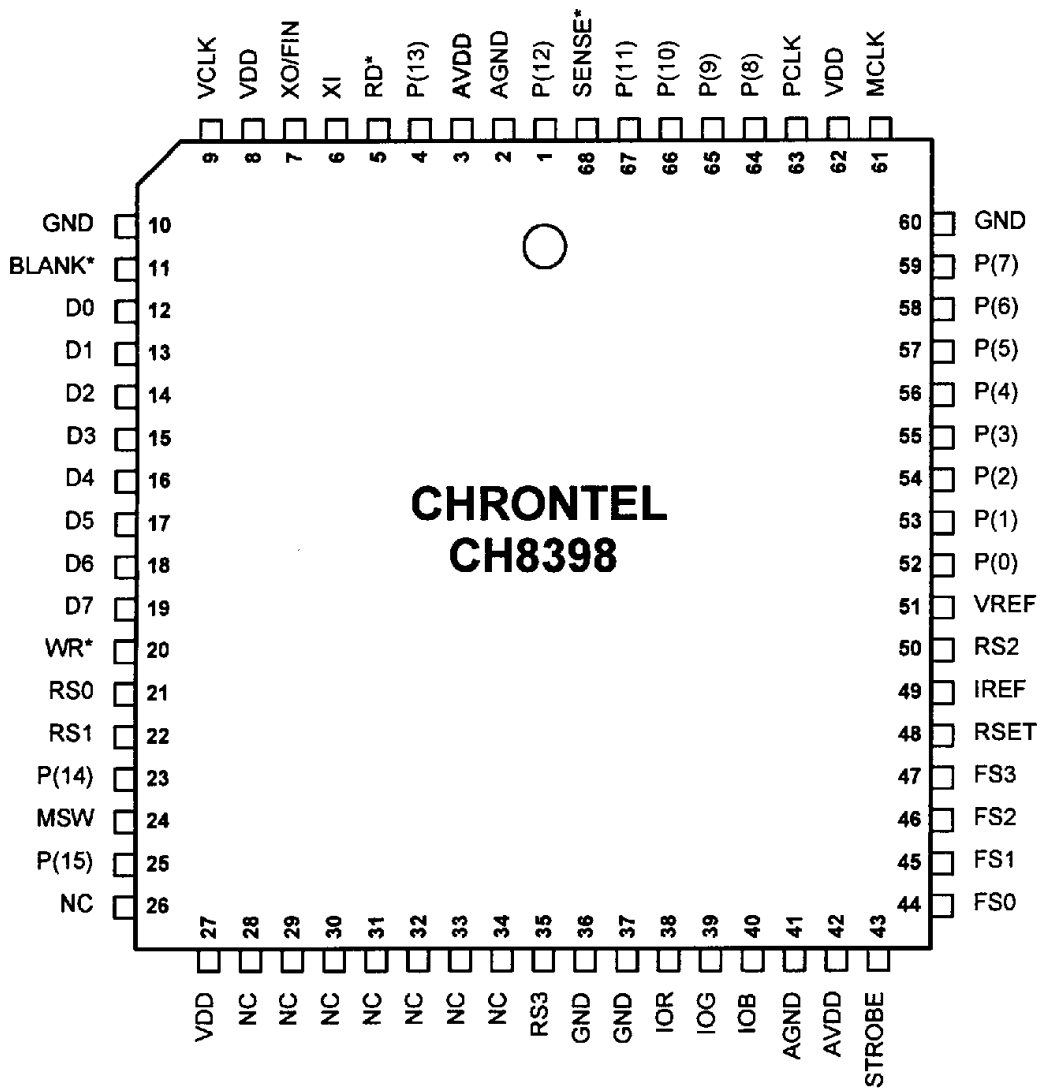 VCLK VDD XO/FIN XI RD* P(13) AVDD AGND P(12) SENSE* P(11) P(10) P(9) P(8) PCLK VDD MCLK
9 8 7 6 5 4 3 2 1 68 67 66 65 64 63 62 61
GND 10 60 GND
BLANK* 11 59 P(7)
D0 12 58 P(6)
D1 13 57 P(5)
D2 14 56 P(4)
D3 15 55 P(3)
D4 16 54 P(2)
D5 17 53 P(1)
D6 18 52 P(0)
D7 19 51 VREF
WR* 20 50 RS2
RS0 21 49 IREF
RS1 22 48 RSET
P(14) 23 47 FS3
MSW 24 46 FS2
P(15) 25 45 FS1
NC 26 44 FS0
CHRONTEL
CH8398
27 28 29 30 31 32 33 34 35 36 37 38 39 40 41 42 43
VDD NC NC NC NC NC NC NC RS3 GND GND IOR IOG IOB AGND AVDD STROBE